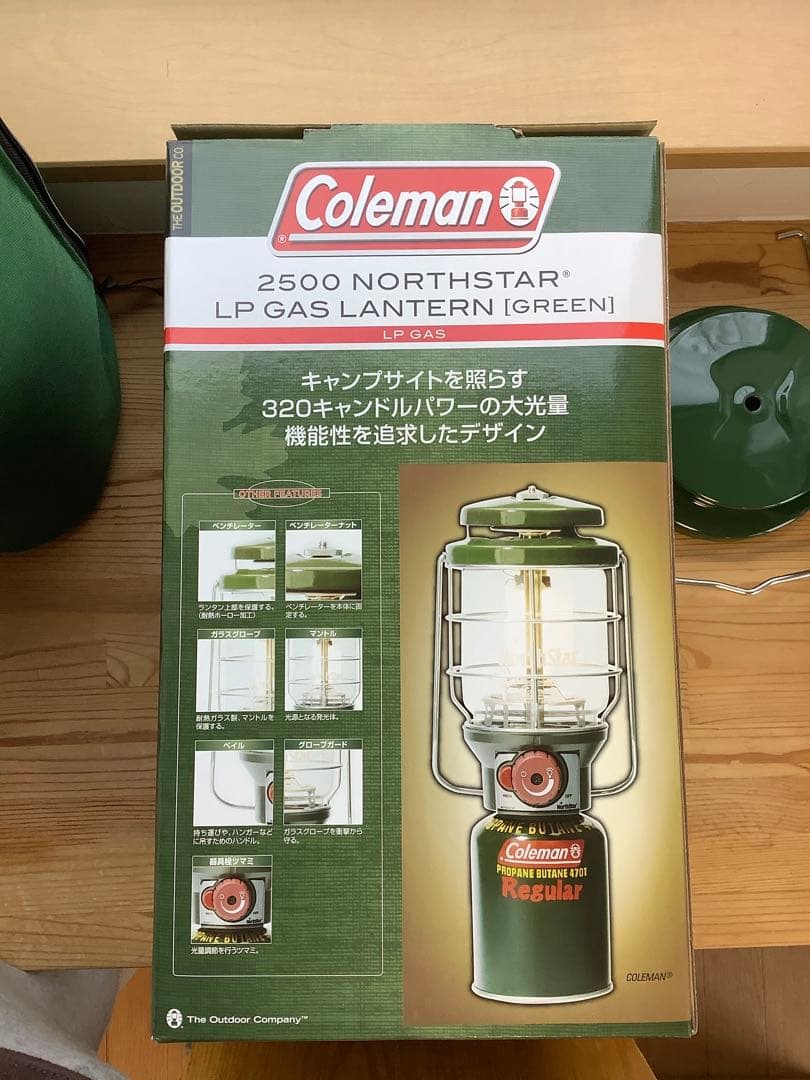 THE OUTDOOR CO.
Coleman
®
2500 NORTHSTAR®
LP GAS LANTERN [GREEN]
LP GAS
キャンプサイトを照らす
320キャンドルパワーの大光量
機能性を追求したデザイン
OTHER FEATURES
ベンチレーター
ランタン上部を保護する。
(耐熱ホーロー加工)
ベンチレーターナット
ベンチレーターを本体に固
定する。
ガラスグローブ
耐熱ガラス製、マントルを
保護する。
マントル
光源となる発光体。
ベイル
持ち運びや、ハンガーなど
に吊すためのハンドル。
グローブガード
ガラスグローブを衝撃から
守る。
器具栓ツマミ
光量調節を行うツマミ。
NorthStar
OFF
NorthStar
PROPANE BUTANE
Coleman
PROPANE BUTANE 470T
Regular
COLEMAN®
The Outdoor Company™